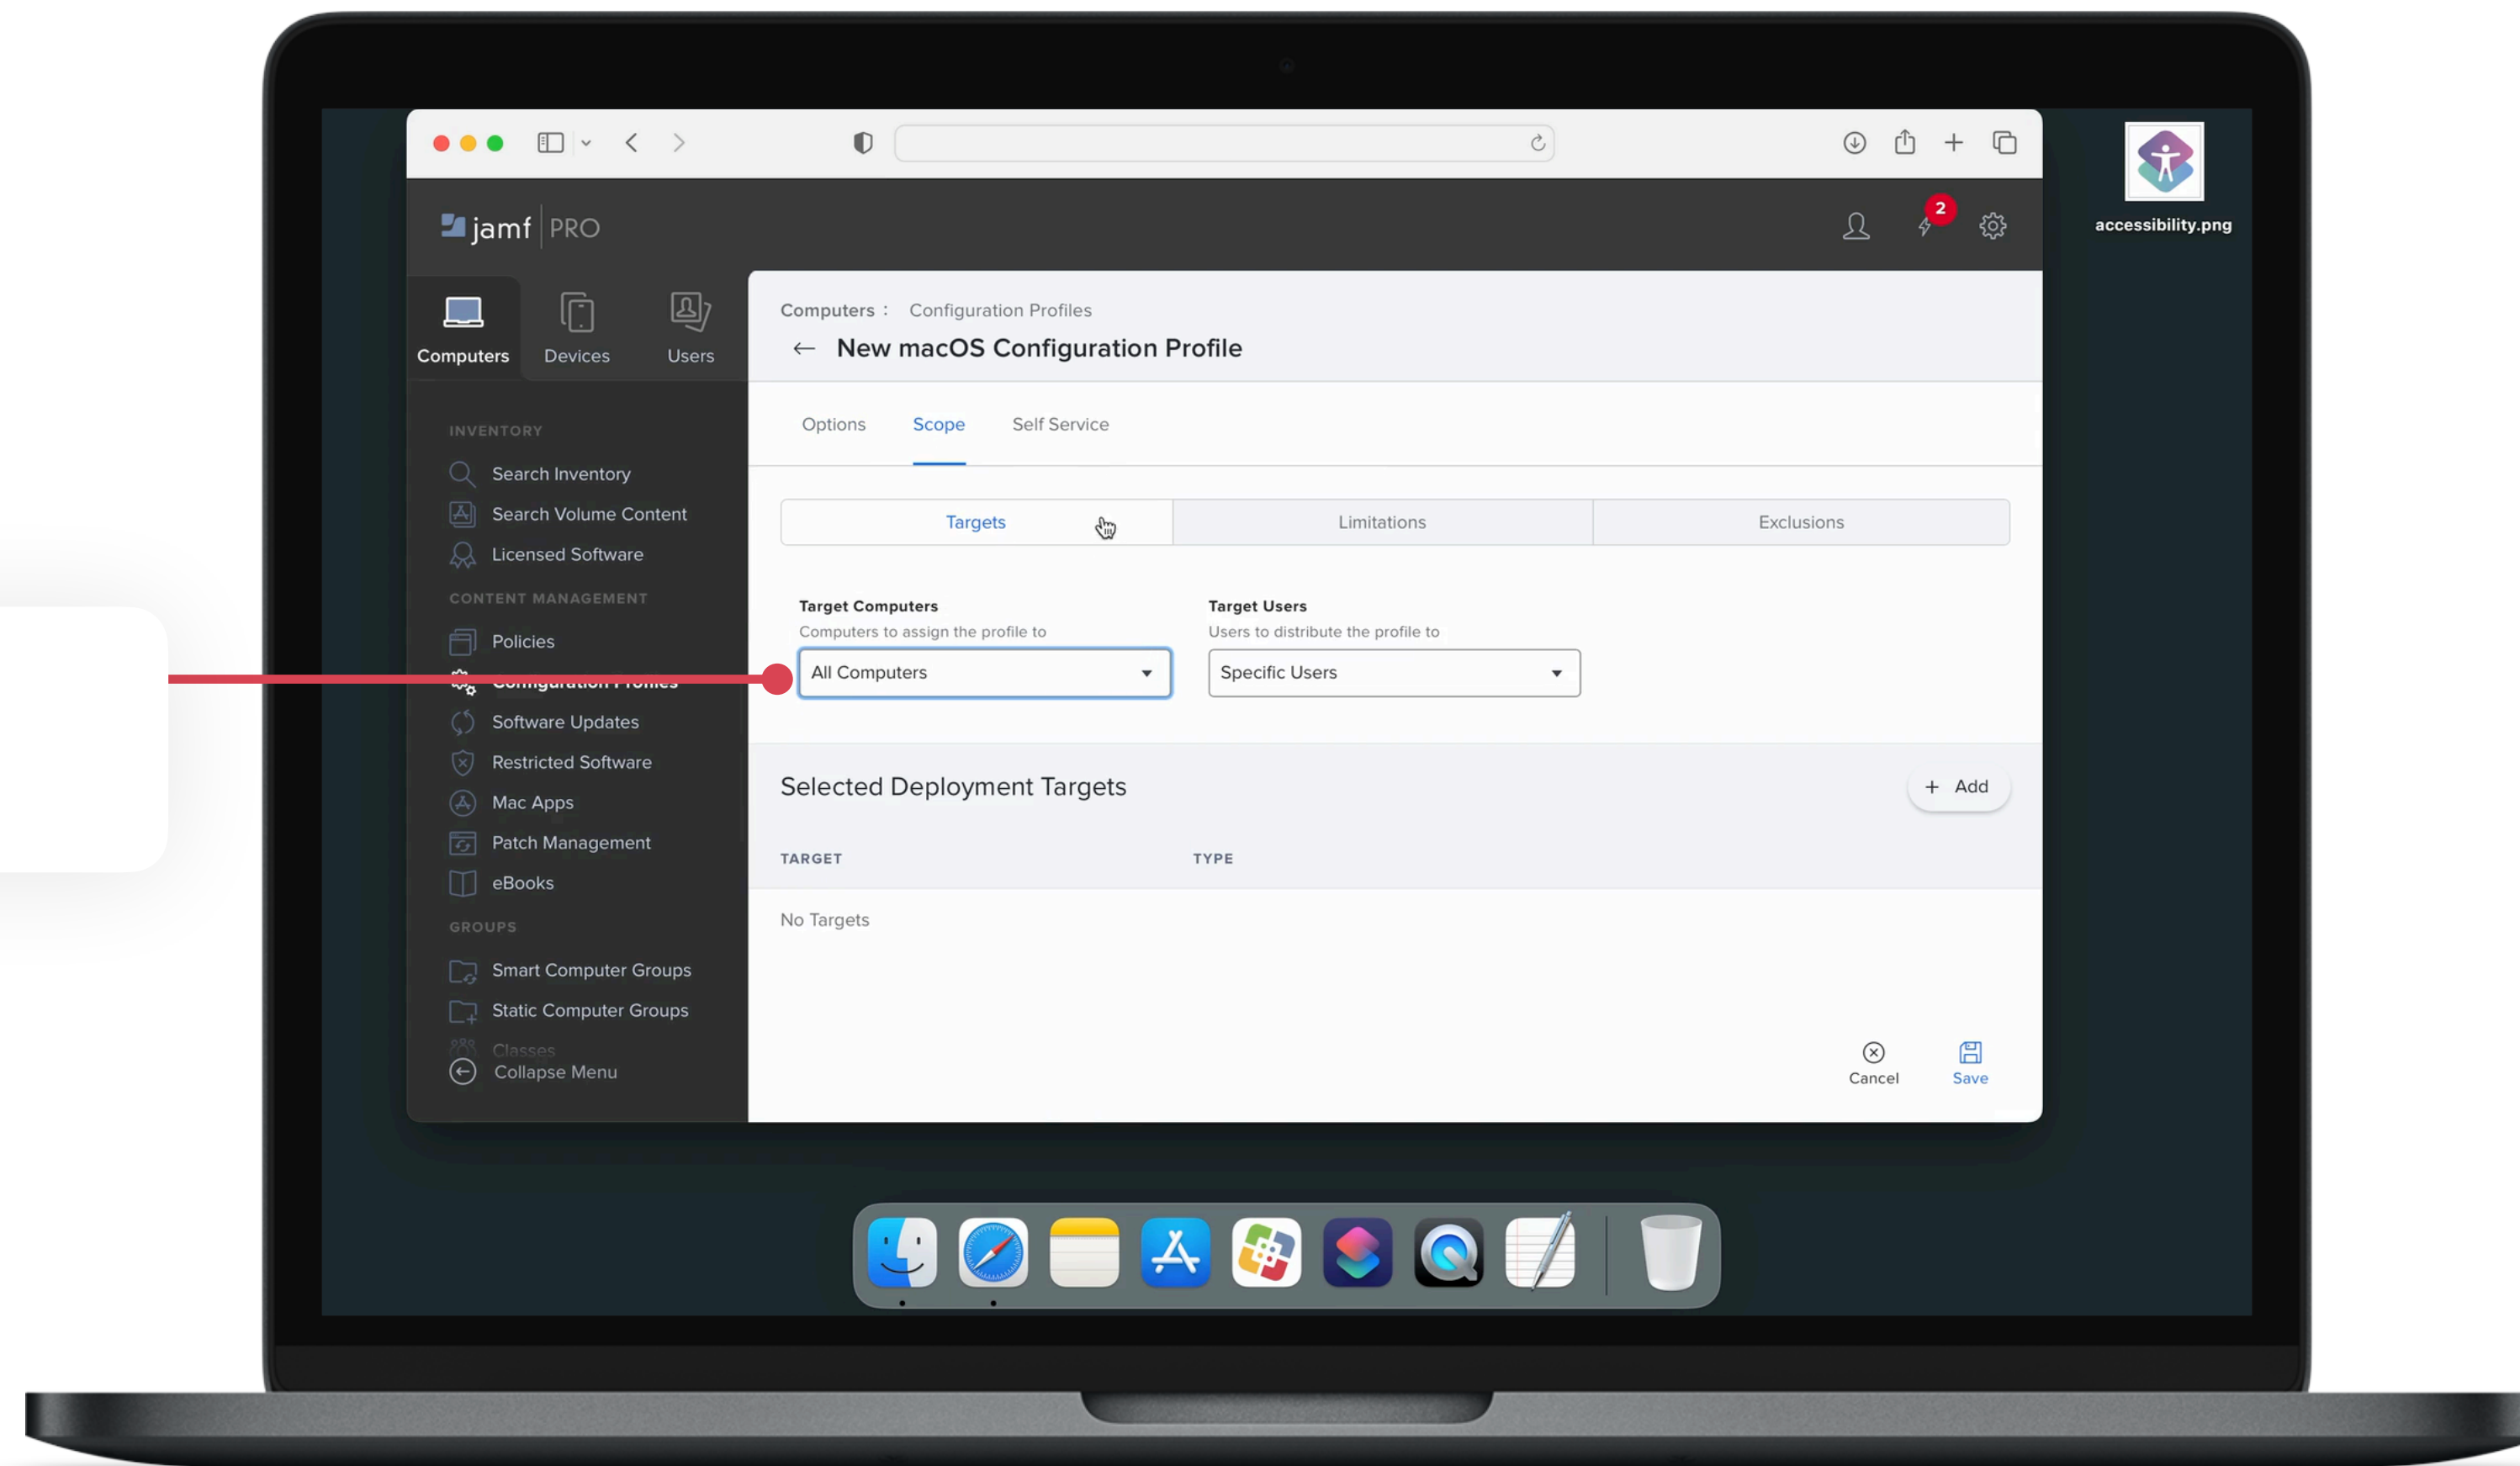 jamf PRO
2
accessibility.png
Computers Devices Users
Computers : Configuration Profiles
New macOS Configuration Profile
Options Scope Self Service
Targets Limitations Exclusions
INVENTORY
Search Inventory
Search Volume Content
Licensed Software
CONTENT MANAGEMENT
Policies
Configuration Profiles
Software Updates
Restricted Software
Mac Apps
Patch Management
eBooks
GROUPS
Smart Computer Groups
Static Computer Groups
Classes
Collapse Menu
Target Computers
Computers to assign the profile to
All Computers
Target Users
Users to distribute the profile to
Specific Users
Selected Deployment Targets
+ Add
TARGET TYPE
No Targets
Cancel Save